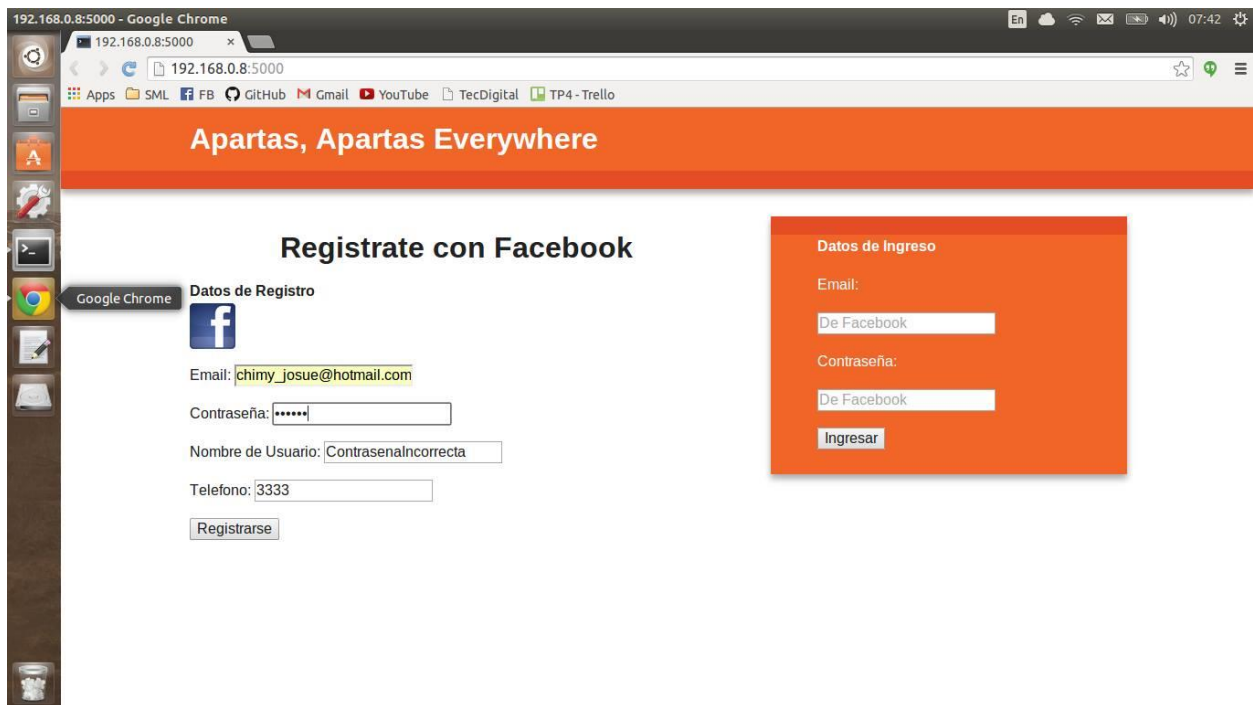 192.168.0.8:5000 - Google Chrome
En
07:42
192.168.0.8:5000 ×
192.168.0.8:5000
Apps SML FB GitHub Gmail YouTube TecDigital TP4 - Trello
Apartas, Apartas Everywhere
Registrate con Facebook
Google Chrome
Datos de Registro
f
Email: chimy_josue@hotmail.com
Contraseña: ••••••
Nombre de Usuario: ContrasenaIncorrecta
Telefono: 3333
Registrarse
Datos de Ingreso
Email:
De Facebook
Contraseña:
De Facebook
Ingresar